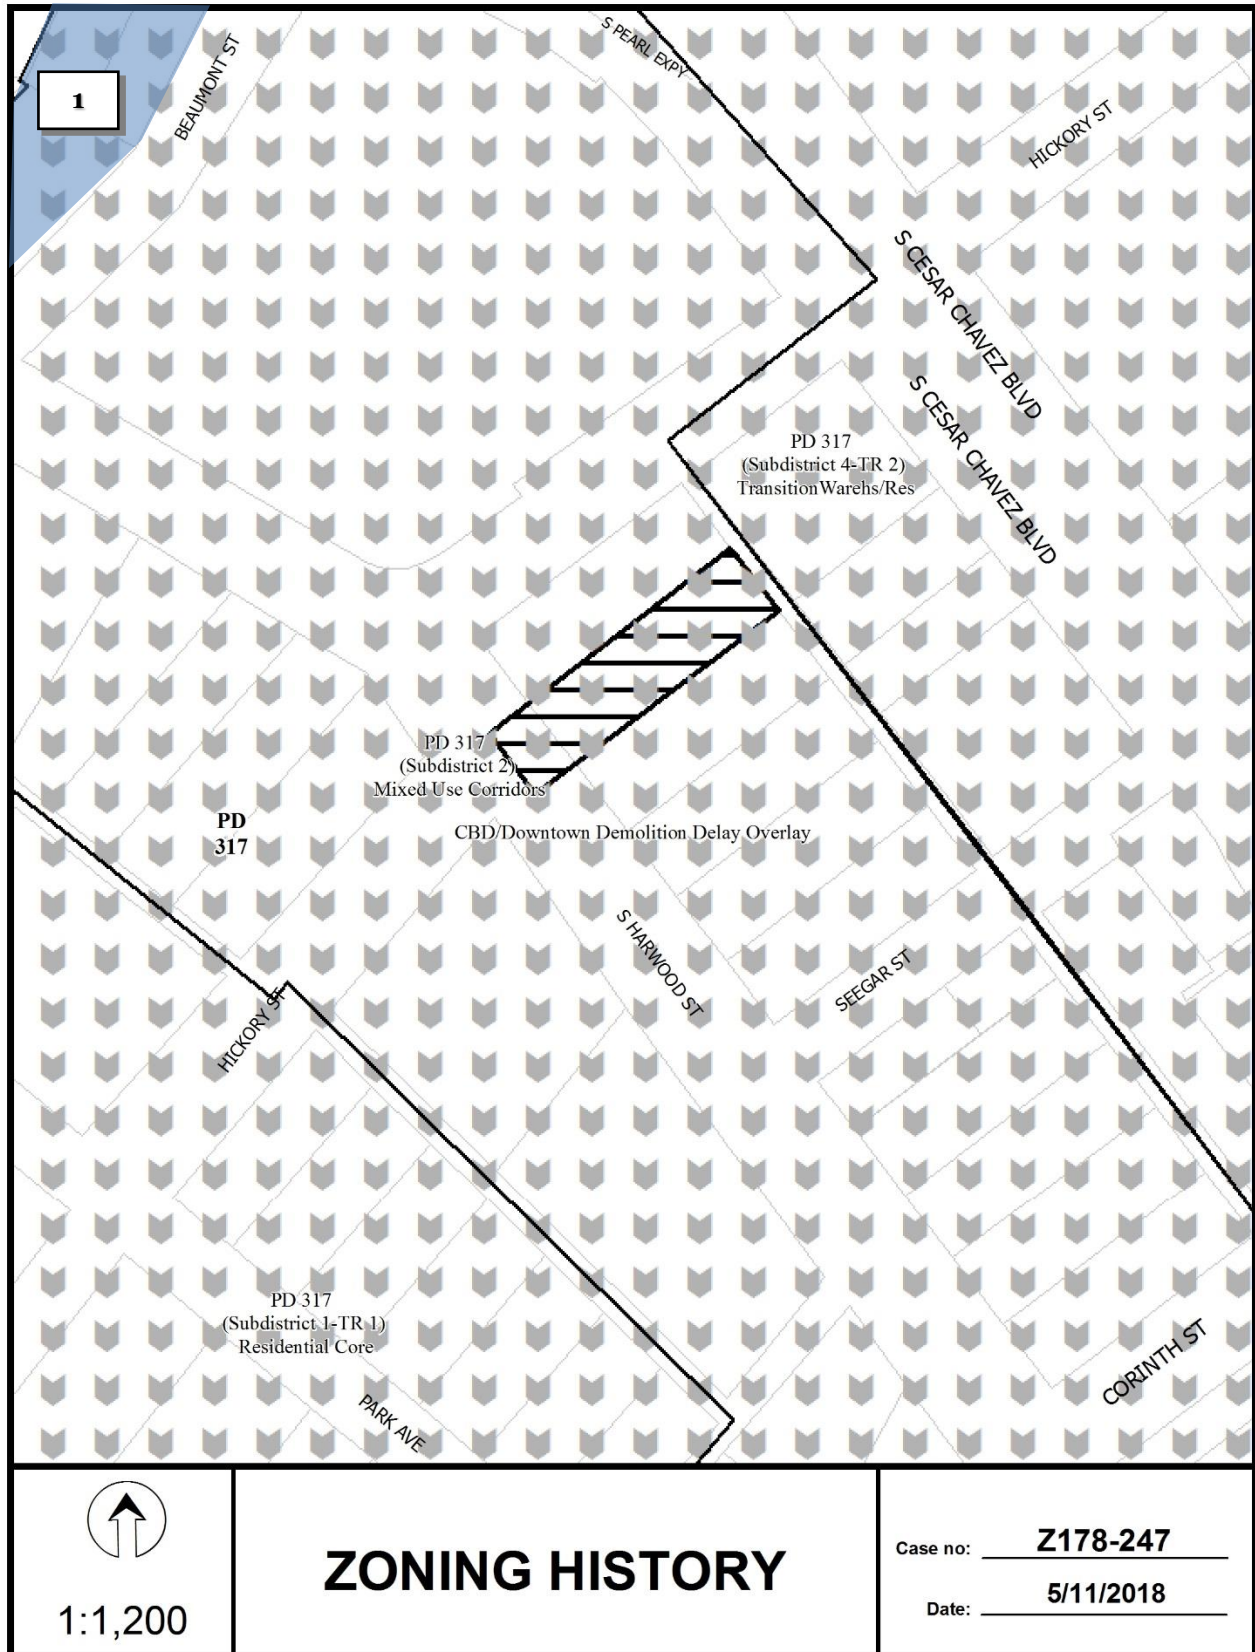 S PEARL EXPY
BEAUMONT ST
1
HICKORY ST
S CESAR CHAVEZ BLVD
S CESAR CHAVEZ BLVD
PD 317
(Subdistrict 4-TR 2)
TransitionWarehs/Res
PD 317
(Subdistrict 2)
Mixed Use Corridors
PD
317
CBD/Downtown Demolition Delay Overlay
S HARWOOD ST
SEEGAR ST
HICKORY ST
PD 317
(Subdistrict 1-TR 1)
Residential Core
CORINTH ST
PARK AVE
1:1,200
ZONING HISTORY
Case no: Z178-247
Date: 5/11/2018